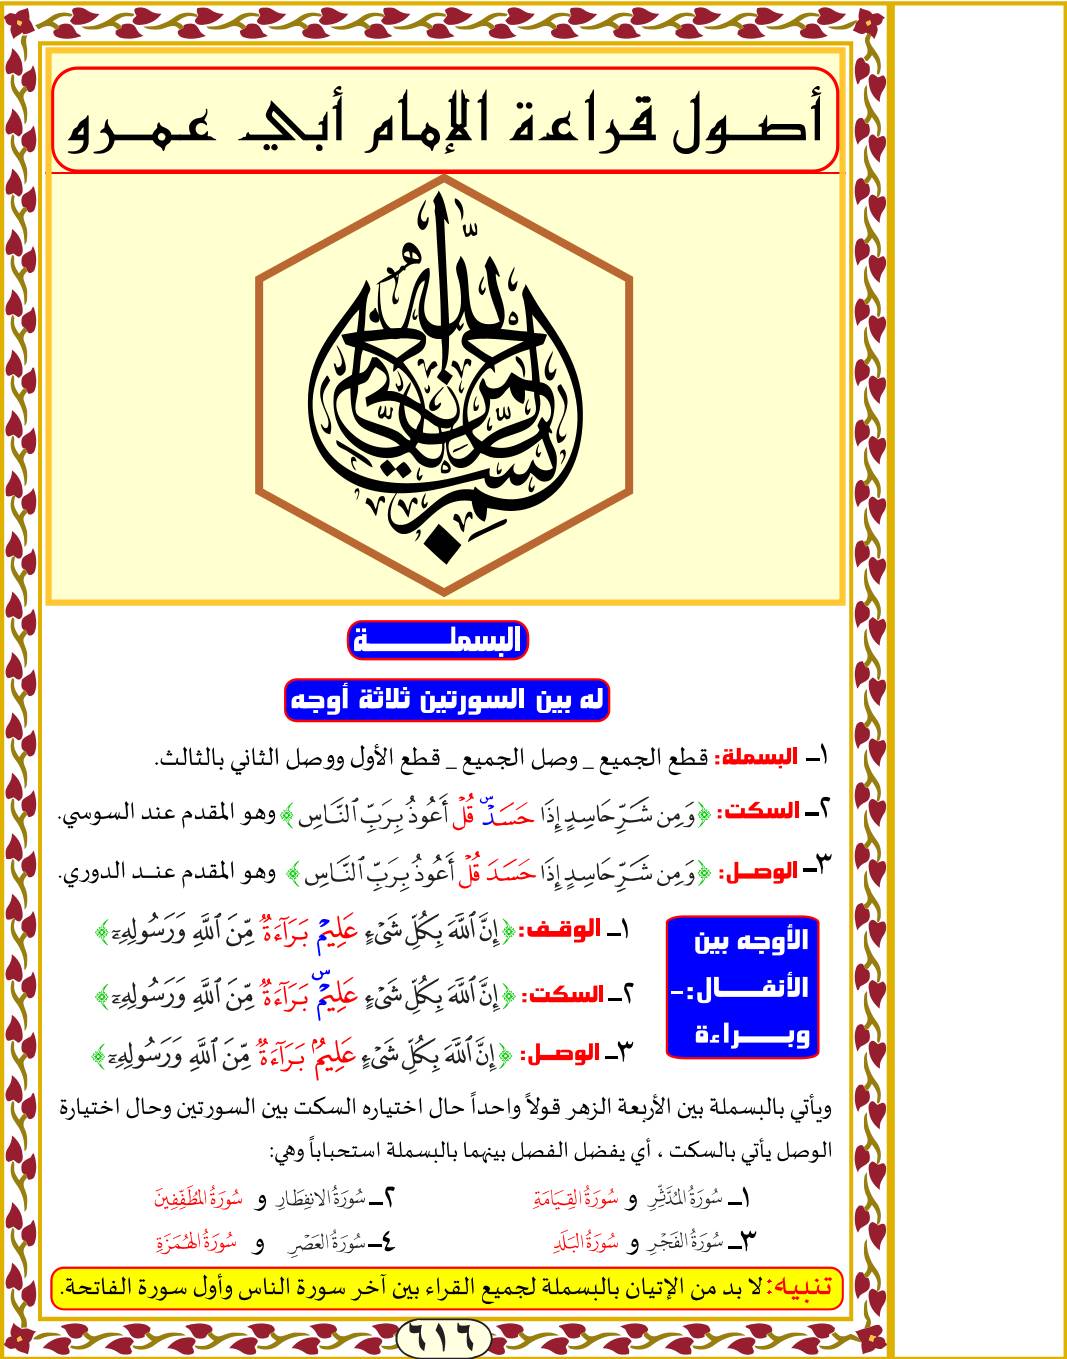 أصول قراءة الإمام أبي عمرو
بسم الله الرحمن الرحيم
البسملة
له بين السورتين ثلاثة أوجه
١ـ البسملة: قطع الجميع _ وصل الجميع _ قطع الأول ووصل الثاني بالثالث.
٢ـ السكت: ﴿وَمِن شَرِّ حَاسِدٍ إِذَا حَسَدَ س قُلْ أَعُوذُ بِرَبِّ ٱلنَّاسِ﴾ وهو المقدم عند السوسي.
٣ـ الوصل: ﴿وَمِن شَرِّ حَاسِدٍ إِذَا حَسَدَ قُلْ أَعُوذُ بِرَبِّ ٱلنَّاسِ﴾ وهو المقدم عند الدوري.
الأوجه بين
الأنفال:-
وبراءة
١ـ الوقف: ﴿إِنَّ ٱللَّهَ بِكُلِّ شَىْءٍ عَلِيمْ بَرَآءَةٌ مِّنَ ٱللَّهِ وَرَسُولِهِۦٓ﴾
٢ـ السكت: ﴿إِنَّ ٱللَّهَ بِكُلِّ شَىْءٍ عَلِيمْ س بَرَآءَةٌ مِّنَ ٱللَّهِ وَرَسُولِهِۦٓ﴾
٣ـ الوصل: ﴿إِنَّ ٱللَّهَ بِكُلِّ شَىْءٍ عَلِيمُۢ بَرَآءَةٌ مِّنَ ٱللَّهِ وَرَسُولِهِۦٓ﴾
ويأتي بالبسملة بين الأربعة الزهر قولاً واحداً حال اختياره السكت بين السورتين وحال اختيارة
الوصل يأتي بالسكت ، أي يفضل الفصل بينهما بالبسملة استحباباً وهي:
١ـ سُورَةُ المُدَّثِّرِ و سُورَةُ القِيَامَةِ ٢ـ سُورَةُ الانفِطَارِ و سُورَةُ المُطَفِّفِينَ
٣ـ سُورَةُ الفَجْرِ و سُورَةُ البَلَدِ ٤ـ سُورَةُ العَصْرِ و سُورَةُ الهُمَزَةِ
تنبيه: لا بد من الإتيان بالبسملة لجميع القراء بين آخر سورة الناس وأول سورة الفاتحة.
٦١٦